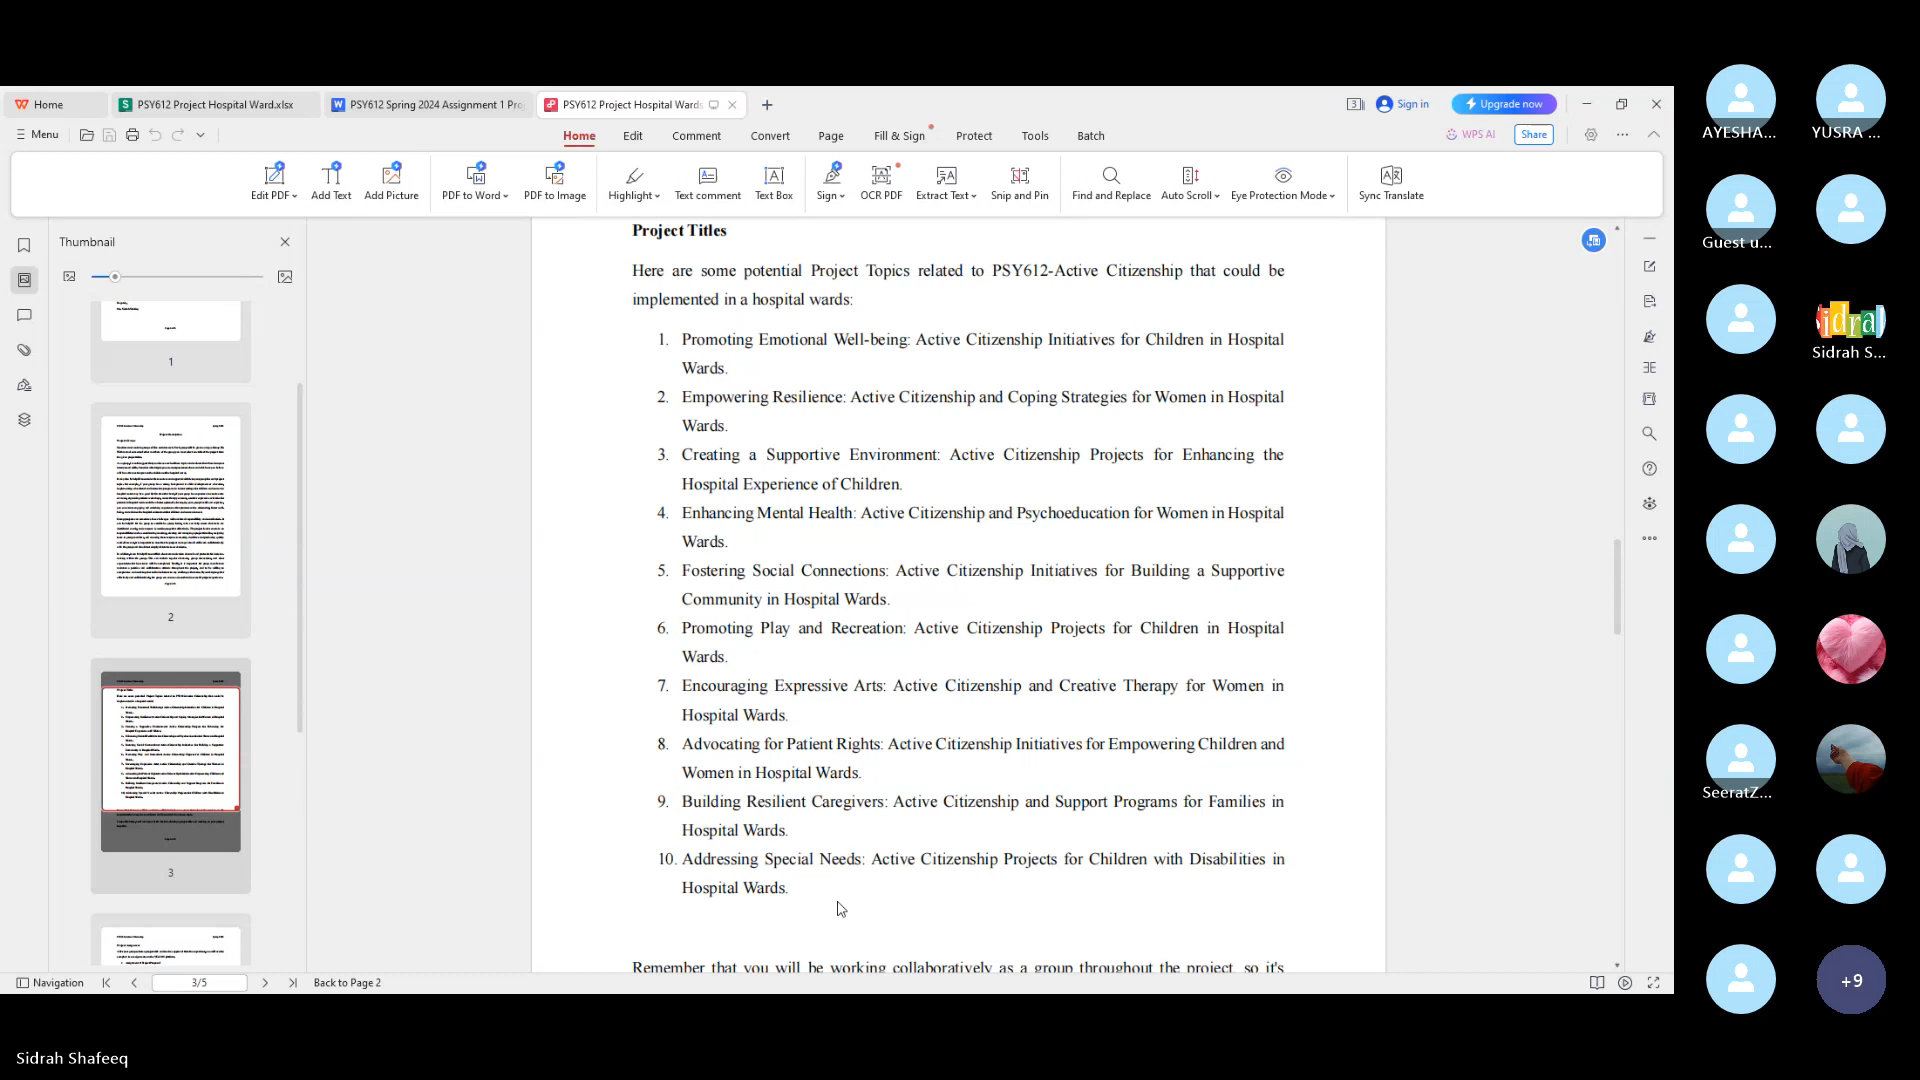 Home
PSY612 Project Hospital Ward.xlsx
PSY612 Spring 2024 Assignment 1 Pro
PSY612 Project Hospital Wards
3
Sign in
Upgrade now
Menu
Home
Edit
Comment
Convert
Page
Fill & Sign
Protect
Tools
Batch
WPS AI
Share
Edit PDF
Add Text
Add Picture
PDF to Word
PDF to Image
Highlight
Text comment
Text Box
Sign
OCR PDF
Extract Text
Snip and Pin
Find and Replace
Auto Scroll
Eye Protection Mode
Sync Translate
Thumbnail
1
2
3
Project Titles
Here are some potential Project Topics related to PSY612-Active Citizenship that could be
implemented in a hospital wards:
1. Promoting Emotional Well-being: Active Citizenship Initiatives for Children in Hospital
Wards.
2. Empowering Resilience: Active Citizenship and Coping Strategies for Women in Hospital
Wards.
3. Creating a Supportive Environment: Active Citizenship Projects for Enhancing the
Hospital Experience of Children.
4. Enhancing Mental Health: Active Citizenship and Psychoeducation for Women in Hospital
Wards.
5. Fostering Social Connections: Active Citizenship Initiatives for Building a Supportive
Community in Hospital Wards.
6. Promoting Play and Recreation: Active Citizenship Projects for Children in Hospital
Wards.
7. Encouraging Expressive Arts: Active Citizenship and Creative Therapy for Women in
Hospital Wards.
8. Advocating for Patient Rights: Active Citizenship Initiatives for Empowering Children and
Women in Hospital Wards.
9. Building Resilient Caregivers: Active Citizenship and Support Programs for Families in
Hospital Wards.
10. Addressing Special Needs: Active Citizenship Projects for Children with Disabilities in
Hospital Wards.
Remember that you will be working collaboratively as a group throughout the project, so it's
Navigation
3/5
Back to Page 2
AYESHA...
YUSRA ...
Guest u...
Sidrah S...
SeeratZ...
+9
Sidrah Shafeeq